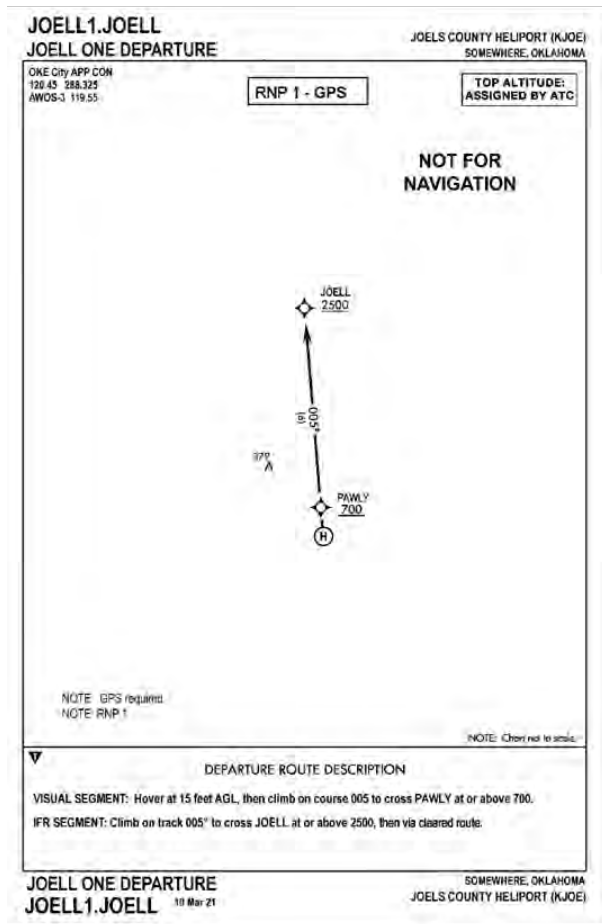 JOELL1.JOELL
JOELL ONE DEPARTURE
JOELS COUNTY HELIPORT (KJOE)
SOMEWHERE, OKLAHOMA
OKE City APP CON
120.45 288.325
AWOS-3 119.55
RNP 1 - GPS
TOP ALTITUDE:
ASSIGNED BY ATC
NOT FOR
NAVIGATION
JOELL
2500
005°
(6)
PAWLY
700
H
NOTE: GPS required.
NOTE: RNP 1
NOTE: Chart not to scale.
T
DEPARTURE ROUTE DESCRIPTION
VISUAL SEGMENT: Hover at 15 feet AGL, then climb on course 005 to cross PAWLY at or above 700.
IFR SEGMENT: Climb on track 005° to cross JOELL at or above 2500, then via cleared route.
JOELL ONE DEPARTURE
JOELL1.JOELL 10 Mar 21
SOMEWHERE, OKLAHOMA
JOELS COUNTY HELIPORT (KJOE)